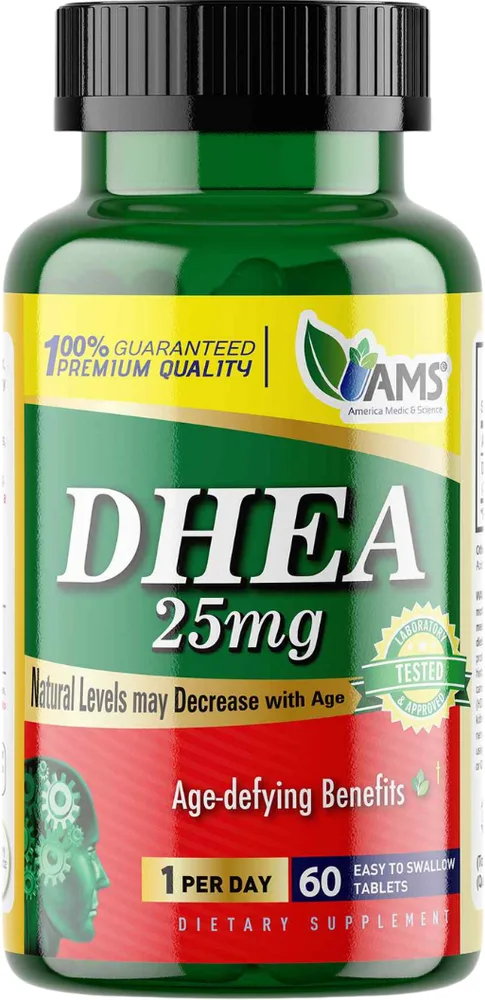 100% GUARANTEED
PREMIUM QUALITY
AMS®
America Medic & Science
DHEA
25mg
Natural Levels may Decrease with Age
LABORATORY
TESTED
& APPROVED
Age-defying Benefits †
1 PER DAY
60 EASY TO SWALLOW
TABLETS
DIETARY SUPPLEMENT